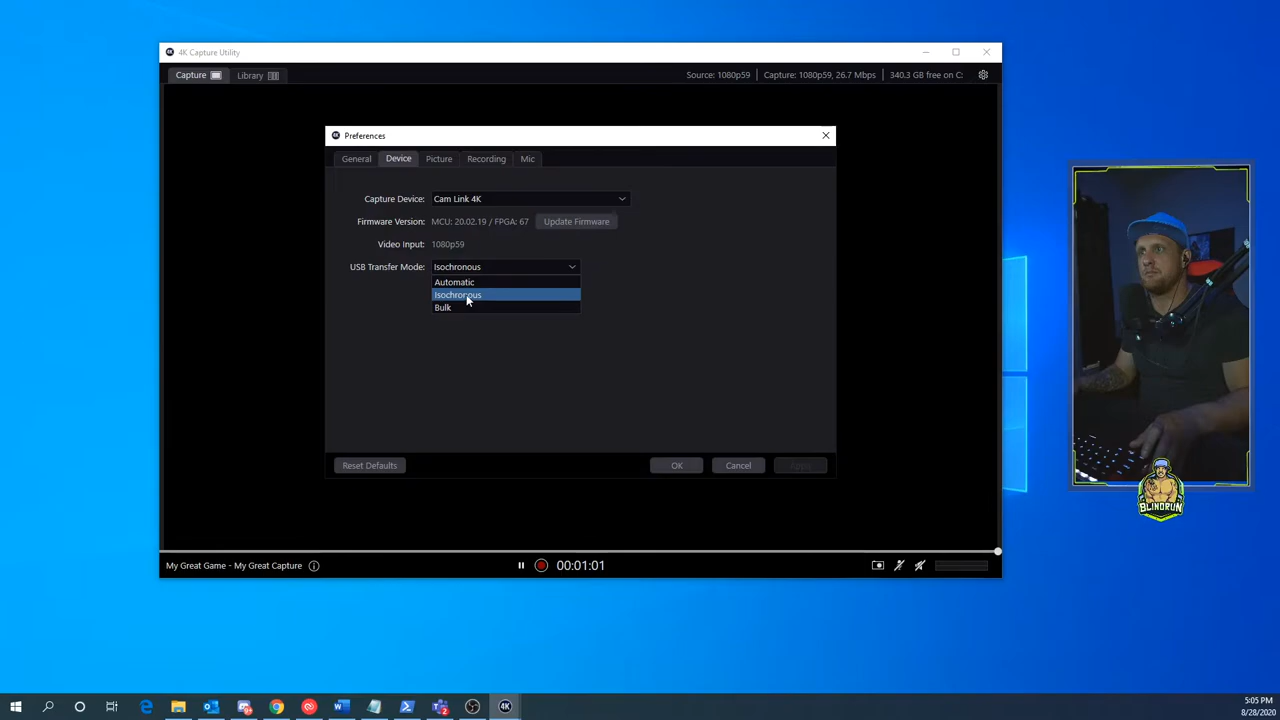 4K Capture Utility
Capture Library Source: 1080p59 Capture: 1080p59, 26.7 Mbps 340.3 GB free on C:
Preferences
General Device Picture Recording Mic
Capture Device: Cam Link 4K
Firmware Version: MCU: 20.02.19 / FPGA: 67 Update Firmware
Video Input: 1080p59
USB Transfer Mode: Isochronous
Automatic
Isochronous
Bulk
Reset Defaults OK Cancel Apply
BLINDRUN
My Great Game - My Great Capture 00:01:01
4K
5:05 PM
8/28/2020